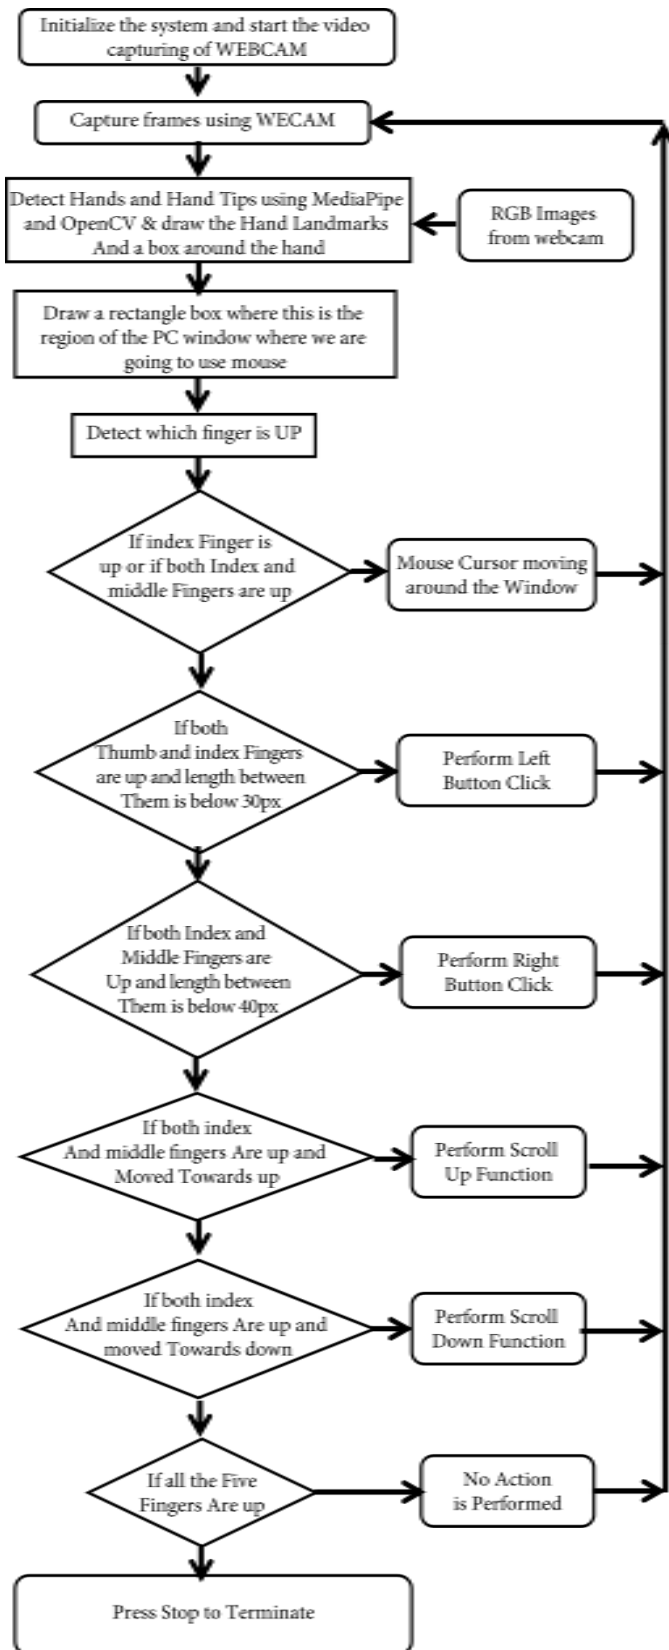 Initialize the system and start the video
capturing of WEBCAM
Capture frames using WECAM
Detect Hands and Hand Tips using MediaPipe
and OpenCV & draw the Hand Landmarks
And a box around the hand
RGB Images
from webcam
Draw a rectangle box where this is the
region of the PC window where we are
going to use mouse
Detect which finger is UP
If index Finger is
up or if both Index and
middle Fingers are up
Mouse Cursor moving
around the Window
If both
Thumb and index Fingers
are up and length between
Them is below 30px
Perform Left
Button Click
If both Index and
Middle Fingers are
Up and length between
Them is below 40px
Perform Right
Button Click
If both index
And middle fingers Are up and
Moved Towards up
Perform Scroll
Up Function
If both index
And middle fingers Are up and
moved Towards down
Perform Scroll
Down Function
If all the Five
Fingers Are up
No Action
is Performed
Press Stop to Terminate